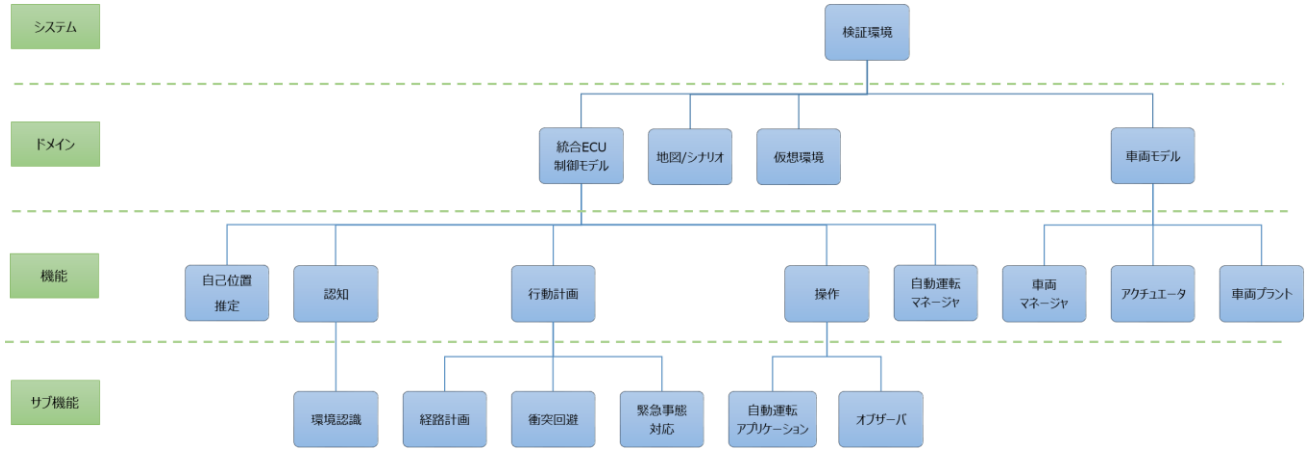 システム
検証環境
ドメイン
統合ECU
制御モデル
地図/シナリオ
仮想環境
車両モデル
機能
自己位置
推定
認知
行動計画
操作
自動運転
マネージャ
車両
マネージャ
アクチュエータ
車両プラント
サブ機能
環境認識
経路計画
衝突回避
緊急事態
対応
自動運転
アプリケーション
オブザーバ